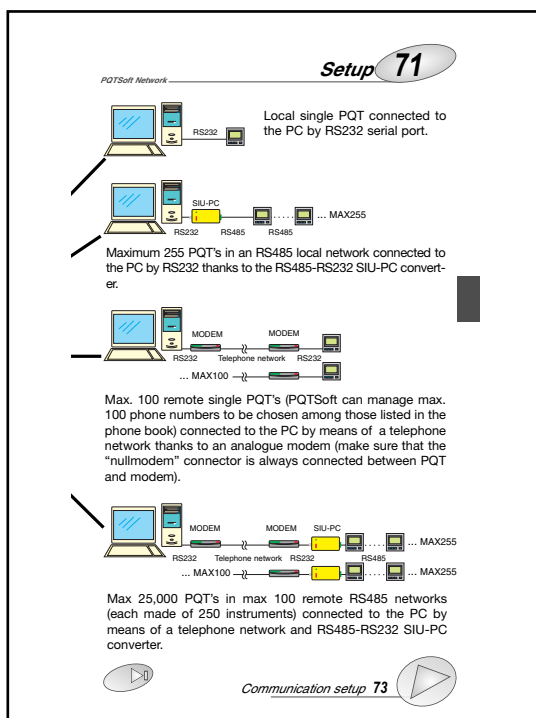 Setup 71
PQTSoft Network
RS232
Local single PQT connected to
the PC by RS232 serial port.
SIU-PC
... MAX255
RS232 RS485 RS485
Maximum 255 PQT's in an RS485 local network connected to
the PC by RS232 thanks to the RS485-RS232 SIU-PC convert-
er.
MODEM MODEM
RS232 Telephone network RS232
... MAX100
Max. 100 remote single PQT's (PQTSoft can manage max.
100 phone numbers to be chosen among those listed in the
phone book) connected to the PC by means of a telephone
network thanks to an analogue modem (make sure that the
“nullmodem” connector is always connected between PQT
and modem).
MODEM MODEM SIU-PC
... MAX255
RS232 Telephone network RS232 RS485
... MAX100 ... MAX255
Max 25,000 PQT's in max 100 remote RS485 networks
(each made of 250 instruments) connected to the PC by
means of a telephone network and RS485-RS232 SIU-PC
converter.
Communication setup 73